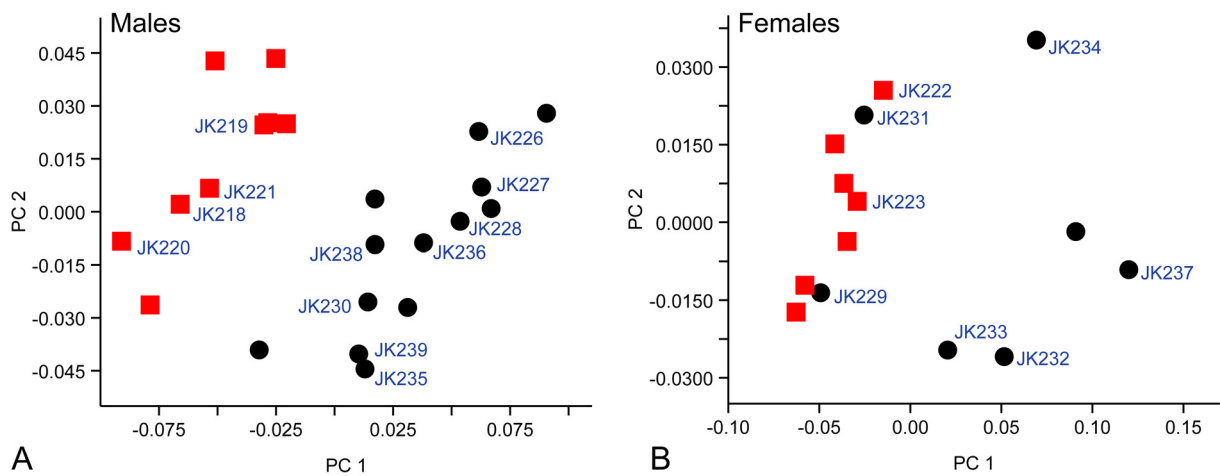 Males
0.045
0.030
0.015
0.000
-0.015
-0.030
-0.045
PC 2
JK219
JK226
JK221
JK227
JK218
JK228
JK220
JK238
JK236
JK230
JK239
JK235
-0.075
-0.025
0.025
0.075
PC 1
A
Females
0.0300
0.0150
0.0000
-0.0150
-0.0300
PC 2
JK234
JK222
JK231
JK223
JK237
JK229
JK233
JK232
-0.10
-0.05
0.00
0.05
0.10
0.15
PC 1
B